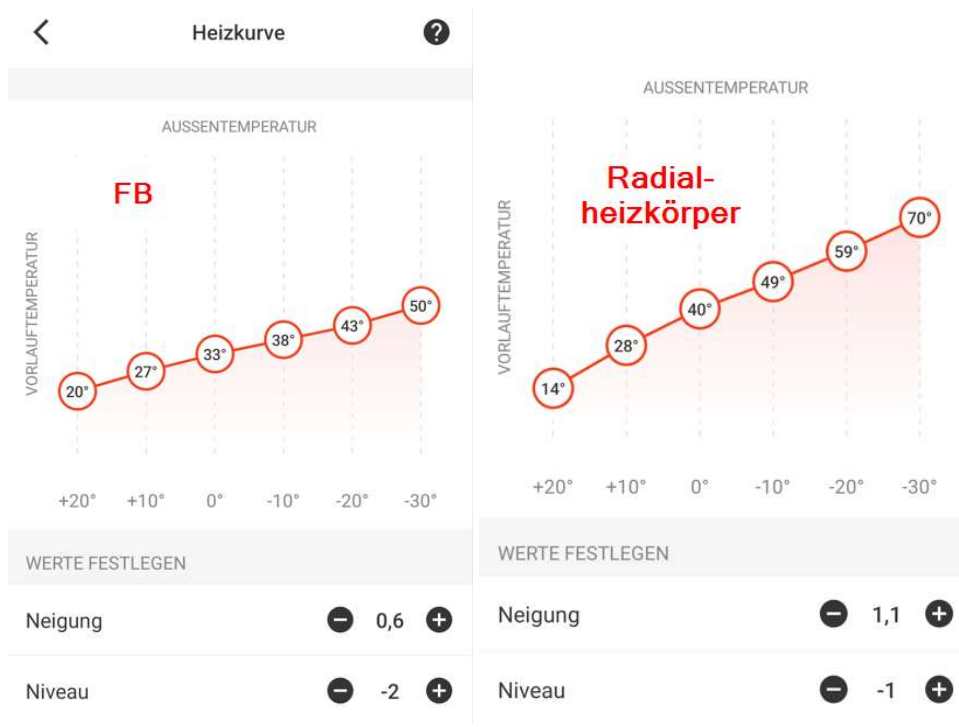 Heizkurve
?
AUSSENTEMPERATUR
FB
VORLAUFTEMPERATUR
20°
27°
33°
38°
43°
50°
+20° +10° 0° -10° -20° -30°
WERTE FESTLEGEN
Neigung 0,6
Niveau -2
AUSSENTEMPERATUR
Radial-
heizkörper
VORLAUFTEMPERATUR
14°
28°
40°
49°
59°
70°
+20° +10° 0° -10° -20° -30°
WERTE FESTLEGEN
Neigung 1,1
Niveau -1